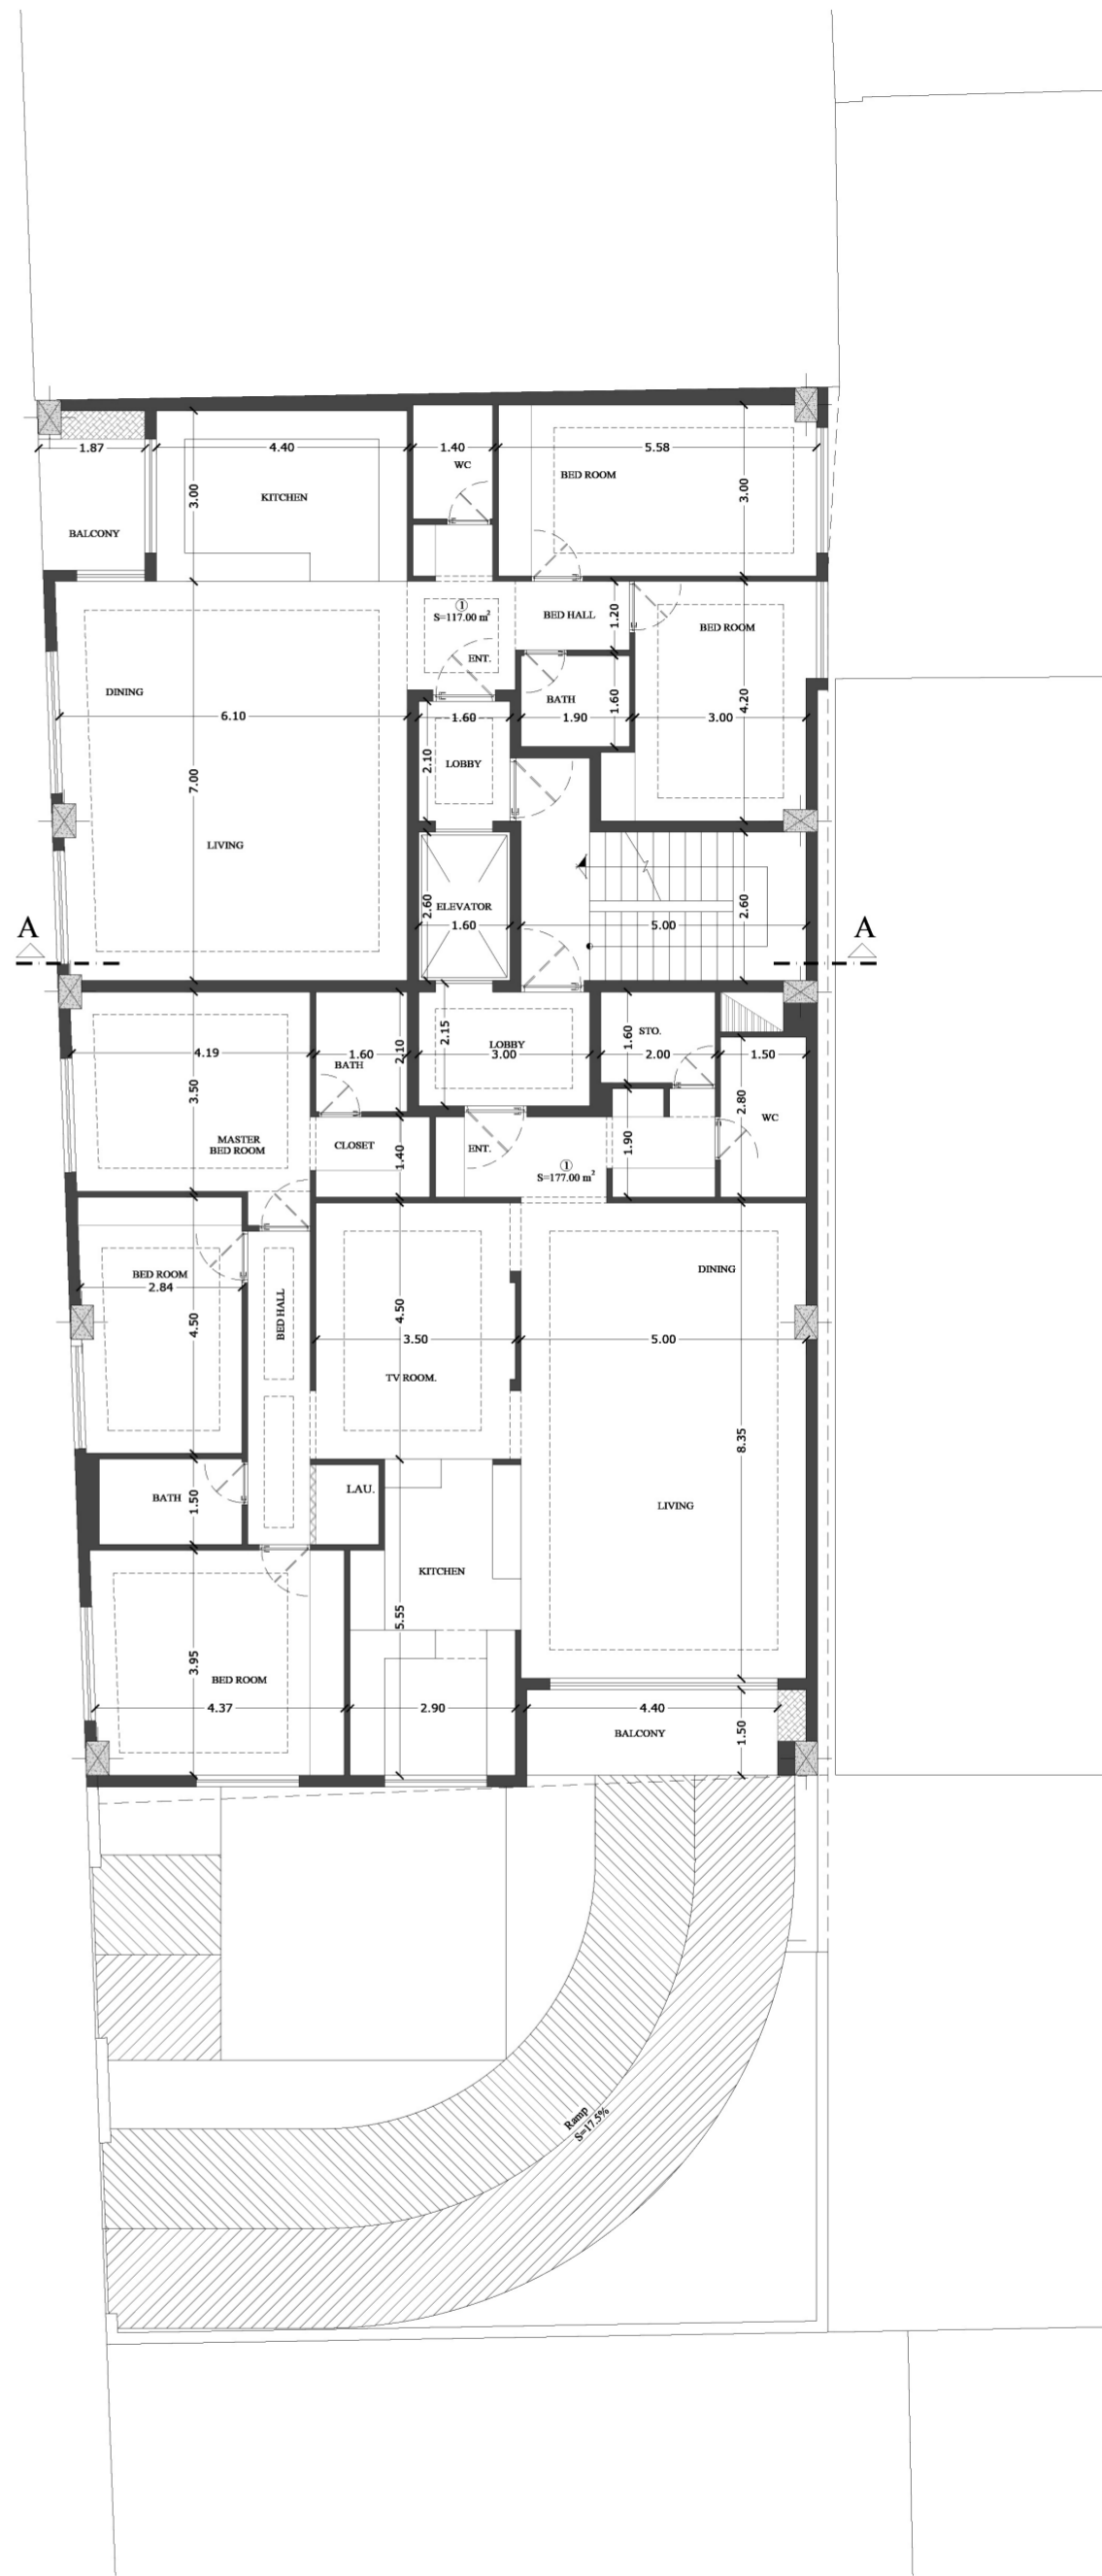 1.87
4.40
1.40
WC
5.58
BED ROOM
3.00
KITCHEN
3.00
BALCONY
①
S=117.00 m²
BED HALL
1.20
BED ROOM
ENT.
DINING
BATH
1.60
4.20
6.10
1.60
1.90
3.00
2.10
LOBBY
7.00
LIVING
2.60
ELEVATOR
1.60
5.00
2.60
A
A
4.19
1.60
2.10
BATH
2.15
LOBBY
3.00
1.60
STO.
2.00
1.50
3.50
2.80
WC
MASTER
BED ROOM
CLOSET
1.40
ENT.
1.90
①
S=177.00 m²
BED ROOM
2.84
4.50
BED HALL
4.50
3.50
TV ROOM.
DINING
5.00
8.35
BATH
1.50
LAU.
LIVING
KITCHEN
5.55
3.95
BED ROOM
4.37
2.90
4.40
BALCONY
1.50
Ramp
S=17.5%